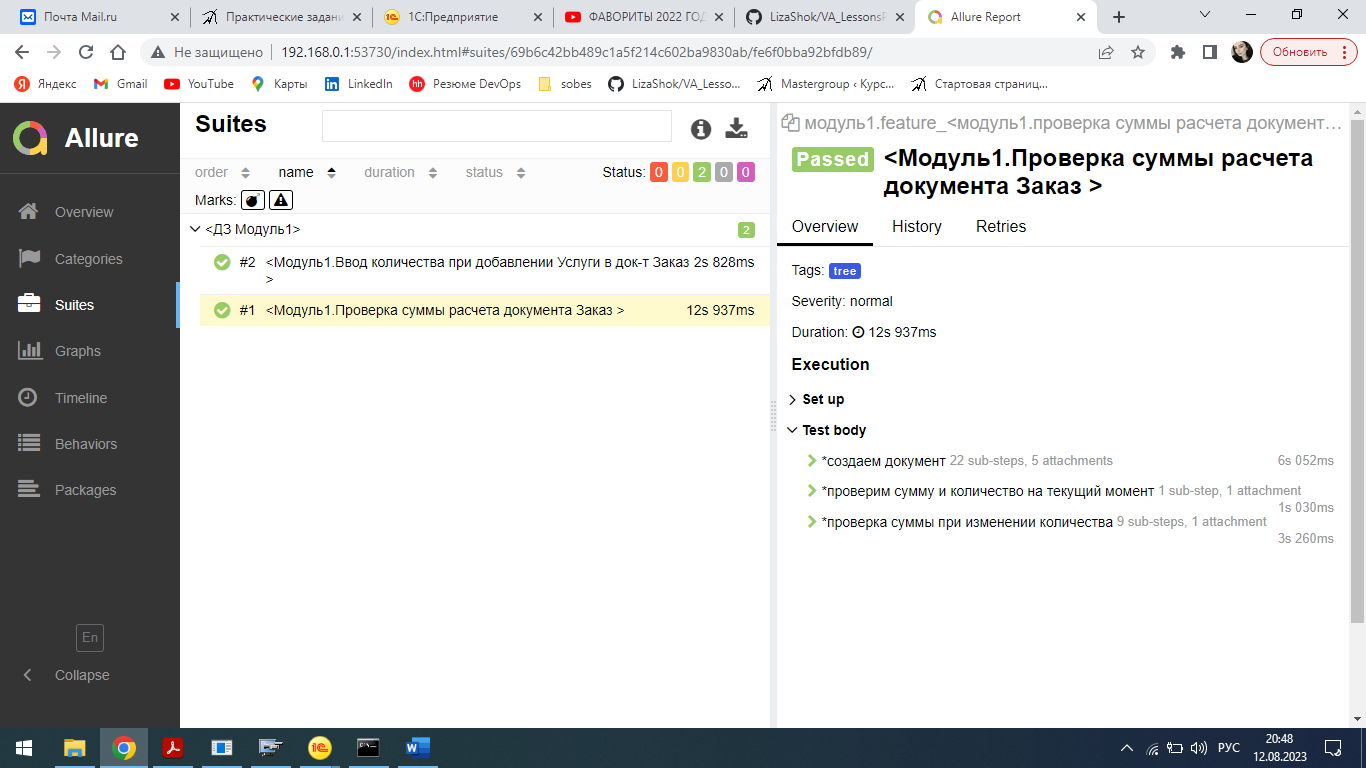 Почта Mail.ru
Практические задани
1С:Предприятие
ФАВОРИТЫ 2022 ГОД
LizaShok/VA_LessonsP
Allure Report
Не защищено
192.168.0.1:53730/index.html#suites/69b6c42bb489c1a5f214c602ba9830ab/fe6f0bba92bfdb89/
Обновить
Яндекс
Gmail
YouTube
Карты
LinkedIn
Резюме DevOps
sobes
LizaShok/VA_Lesso...
Mastergroup ‹ Курс...
Стартовая страниц...
Allure
Overview
Categories
Suites
Graphs
Timeline
Behaviors
Packages
En
Collapse
Suites
order name duration status Status: 0 0 2 0 0
Marks:
<ДЗ Модуль1> 2
#2 <Модуль1.Ввод количества при добавлении Услуги в док-т Заказ 2s 828ms
>
#1 <Модуль1.Проверка суммы расчета документа Заказ > 12s 937ms
модуль1.feature_<модуль1.проверка суммы расчета документ...
Passed <Модуль1.Проверка суммы расчета
документа Заказ >
Overview History Retries
Tags: tree
Severity: normal
Duration: 12s 937ms
Execution
Set up
Test body
*создаем документ 22 sub-steps, 5 attachments 6s 052ms
*проверим сумму и количество на текущий момент 1 sub-step, 1 attachment
1s 030ms
*проверка суммы при изменении количества 9 sub-steps, 1 attachment
3s 260ms
РУС
20:48
12.08.2023